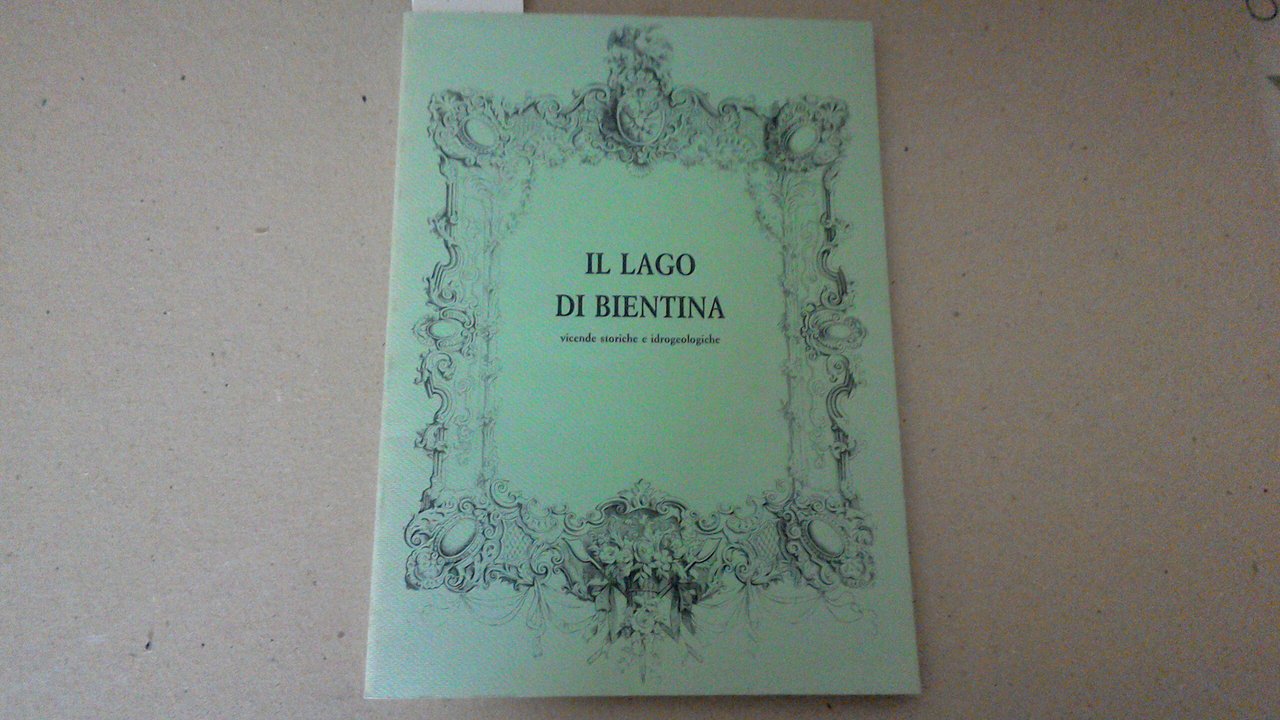 IL LAGO
DI BIENTINA
vicende storiche e idrogeologiche